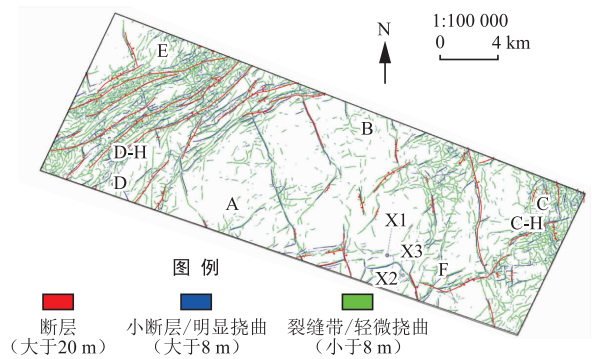 1:100 000
N
0 4 km
E
B
D-H
D
A
C
C-H
X1
X3
F
X2
图 例
断层
（大于20 m）
小断层/明显挠曲
（大于8 m）
裂缝带/轻微挠曲
（小于8 m）